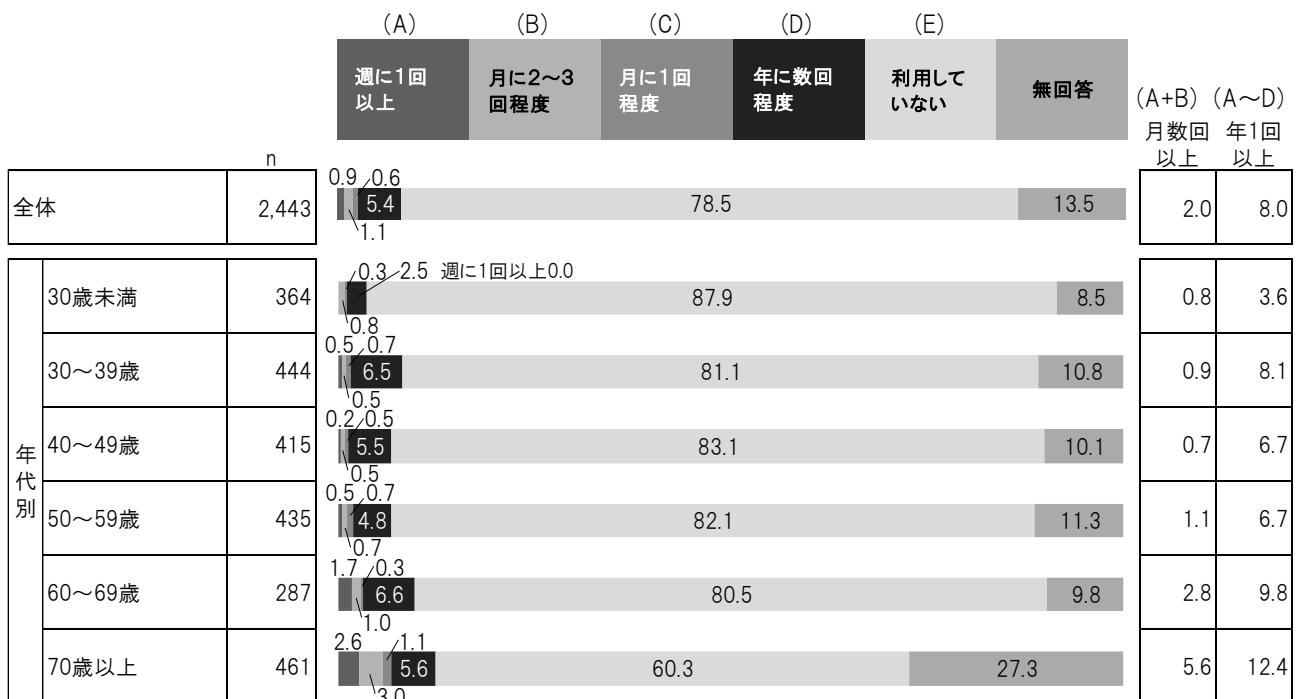 （A） （B） （C） （D） （E）
週に1回 月に2～3 月に1回 年に数回 利用して 無回答
以上 回程度 程度 程度 いない
（A+B） （A～D）
月数回 年1回
以上 以上
n
0.9 0.6
全体 2,443 5.4 78.5 13.5 2.0 8.0
1.1
年代別
0.3 2.5 週に1回以上0.0
30歳未満 364 87.9 8.5 0.8 3.6
0.8
0.5 0.7
30～39歳 444 6.5 81.1 10.8 0.9 8.1
0.5
0.2 0.5
40～49歳 415 5.5 83.1 10.1 0.7 6.7
0.5
0.5 0.7
50～59歳 435 4.8 82.1 11.3 1.1 6.7
0.7
1.7 0.3
60～69歳 287 6.6 80.5 9.8 2.8 9.8
1.0
2.6 1.1
70歳以上 461 5.6 60.3 27.3 5.6 12.4
3.0